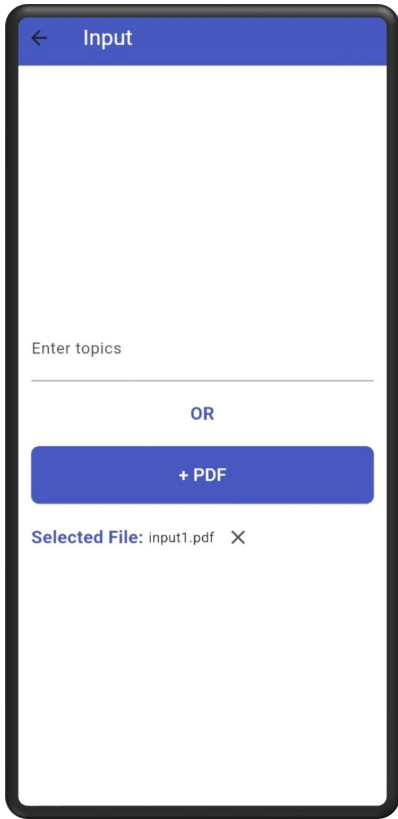 Input
Enter topics
OR
+ PDF
Selected File: input1.pdf